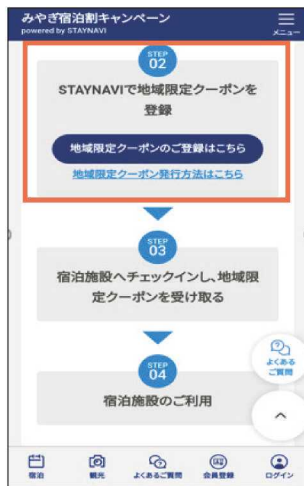 みやぎ宿泊割キャンペーン
powered by STAYNAVI
メニュー
STEP
02
STAYNAVIで地域限定クーポンを
登録
地域限定クーポンのご登録はこちら
地域限定クーポン発行方法はこちら
STEP
03
宿泊施設へチェックインし、地域限
定クーポンを受け取る
STEP
04
宿泊施設のご利用
よくある
ご質問
宿泊
観光
よくあるご質問
会員登録
ログイン